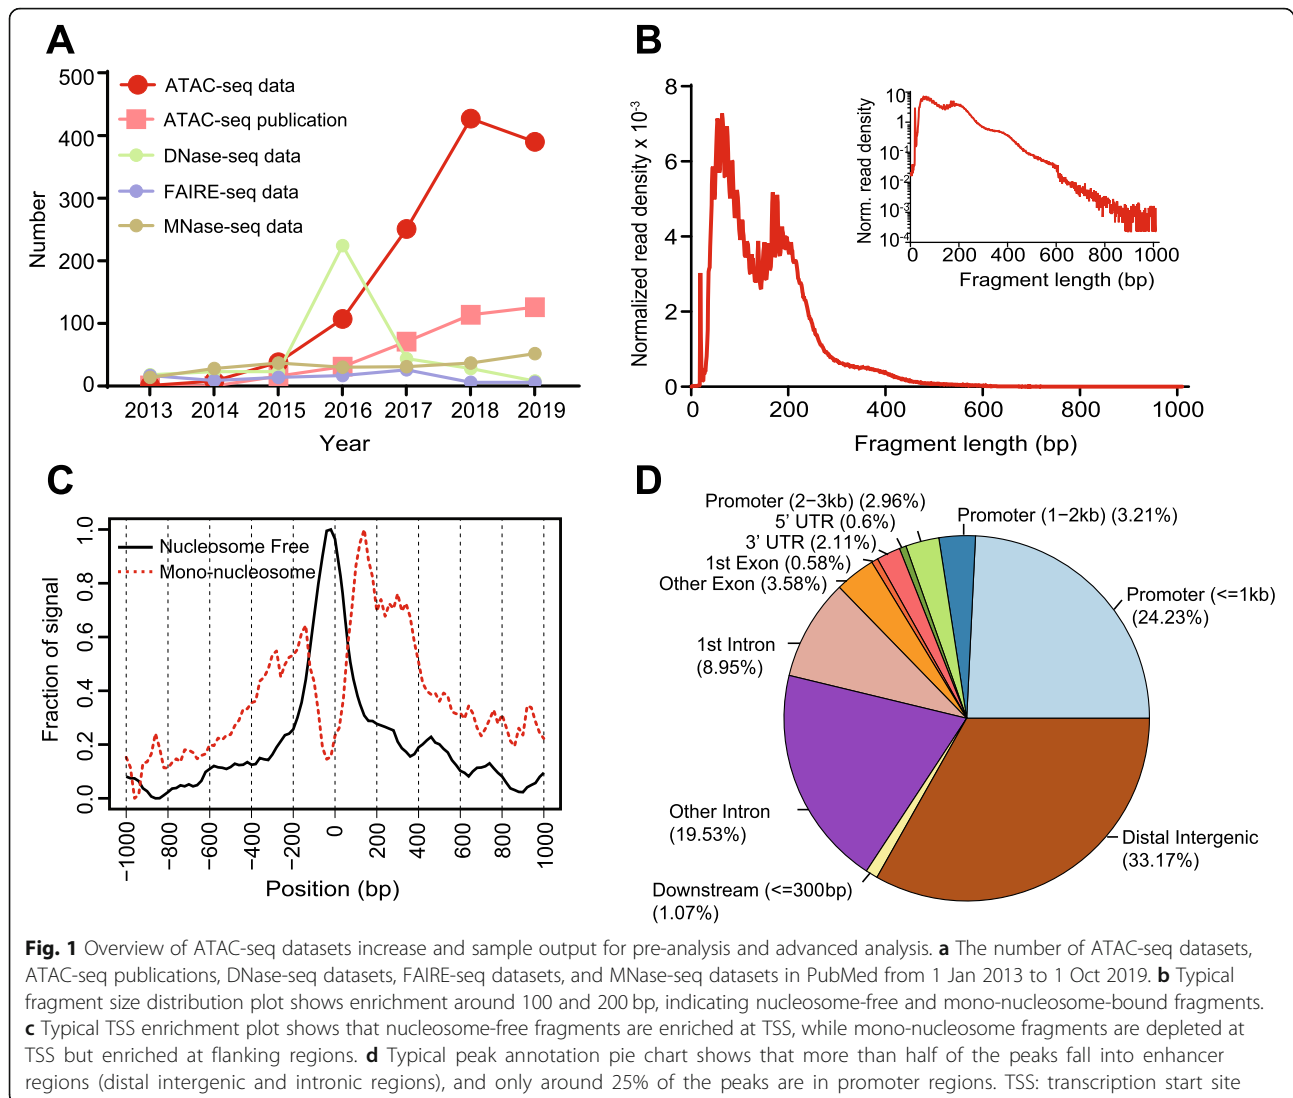 A
500
400
300
200
100
0
Number
ATAC-seq data
ATAC-seq publication
DNase-seq data
FAIRE-seq data
MNase-seq data
2013 2014 2015 2016 2017 2018 2019
Year
B
8
6
4
2
0
Normalized read density x 10-3
0 200 400 600 800 1000
Fragment length (bp)
10
1
10-1
10-2
10-3
10-4
Norm. read density
0 200 400 600 800 1000
Fragment length (bp)
C
1.0
0.8
0.6
0.4
0.2
0.0
Fraction of signal
Nucleosome Free
Mono-nucleosome
−1000 −800 −600 −400 −200 0 200 400 600 800 1000
Position (bp)
D
Promoter (2−3kb) (2.96%)
5’ UTR (0.6%)
3’ UTR (2.11%)
1st Exon (0.58%)
Other Exon (3.58%)
1st Intron
(8.95%)
Other Intron
(19.53%)
Downstream (<=300bp)
(1.07%)
Promoter (1−2kb) (3.21%)
Promoter (<=1kb)
(24.23%)
Distal Intergenic
(33.17%)
Fig. 1 Overview of ATAC-seq datasets increase and sample output for pre-analysis and advanced analysis. a The number of ATAC-seq datasets,
ATAC-seq publications, DNase-seq datasets, FAIRE-seq datasets, and MNase-seq datasets in PubMed from 1 Jan 2013 to 1 Oct 2019. b Typical
fragment size distribution plot shows enrichment around 100 and 200 bp, indicating nucleosome-free and mono-nucleosome-bound fragments.
c Typical TSS enrichment plot shows that nucleosome-free fragments are enriched at TSS, while mono-nucleosome fragments are depleted at
TSS but enriched at flanking regions. d Typical peak annotation pie chart shows that more than half of the peaks fall into enhancer
regions (distal intergenic and intronic regions), and only around 25% of the peaks are in promoter regions. TSS: transcription start site